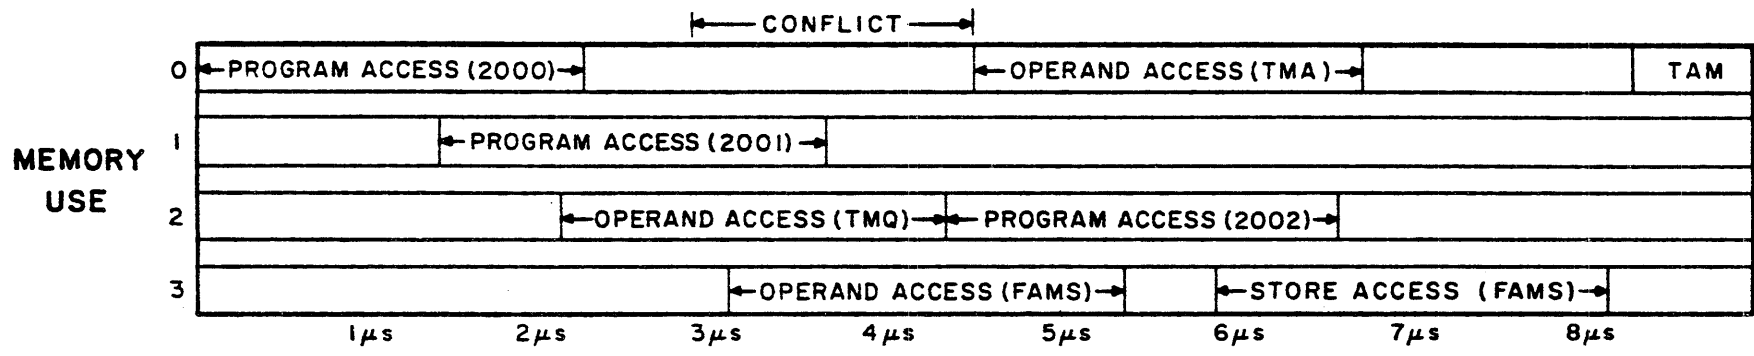 CONFLICT
0 PROGRAM ACCESS (2000) OPERAND ACCESS (TMA) TAM
1 PROGRAM ACCESS (2001)
MEMORY USE
2 OPERAND ACCESS (TMQ) PROGRAM ACCESS (2002)
3 OPERAND ACCESS (FAMS) STORE ACCESS (FAMS)
1μs 2μs 3μs 4μs 5μs 6μs 7μs 8μs